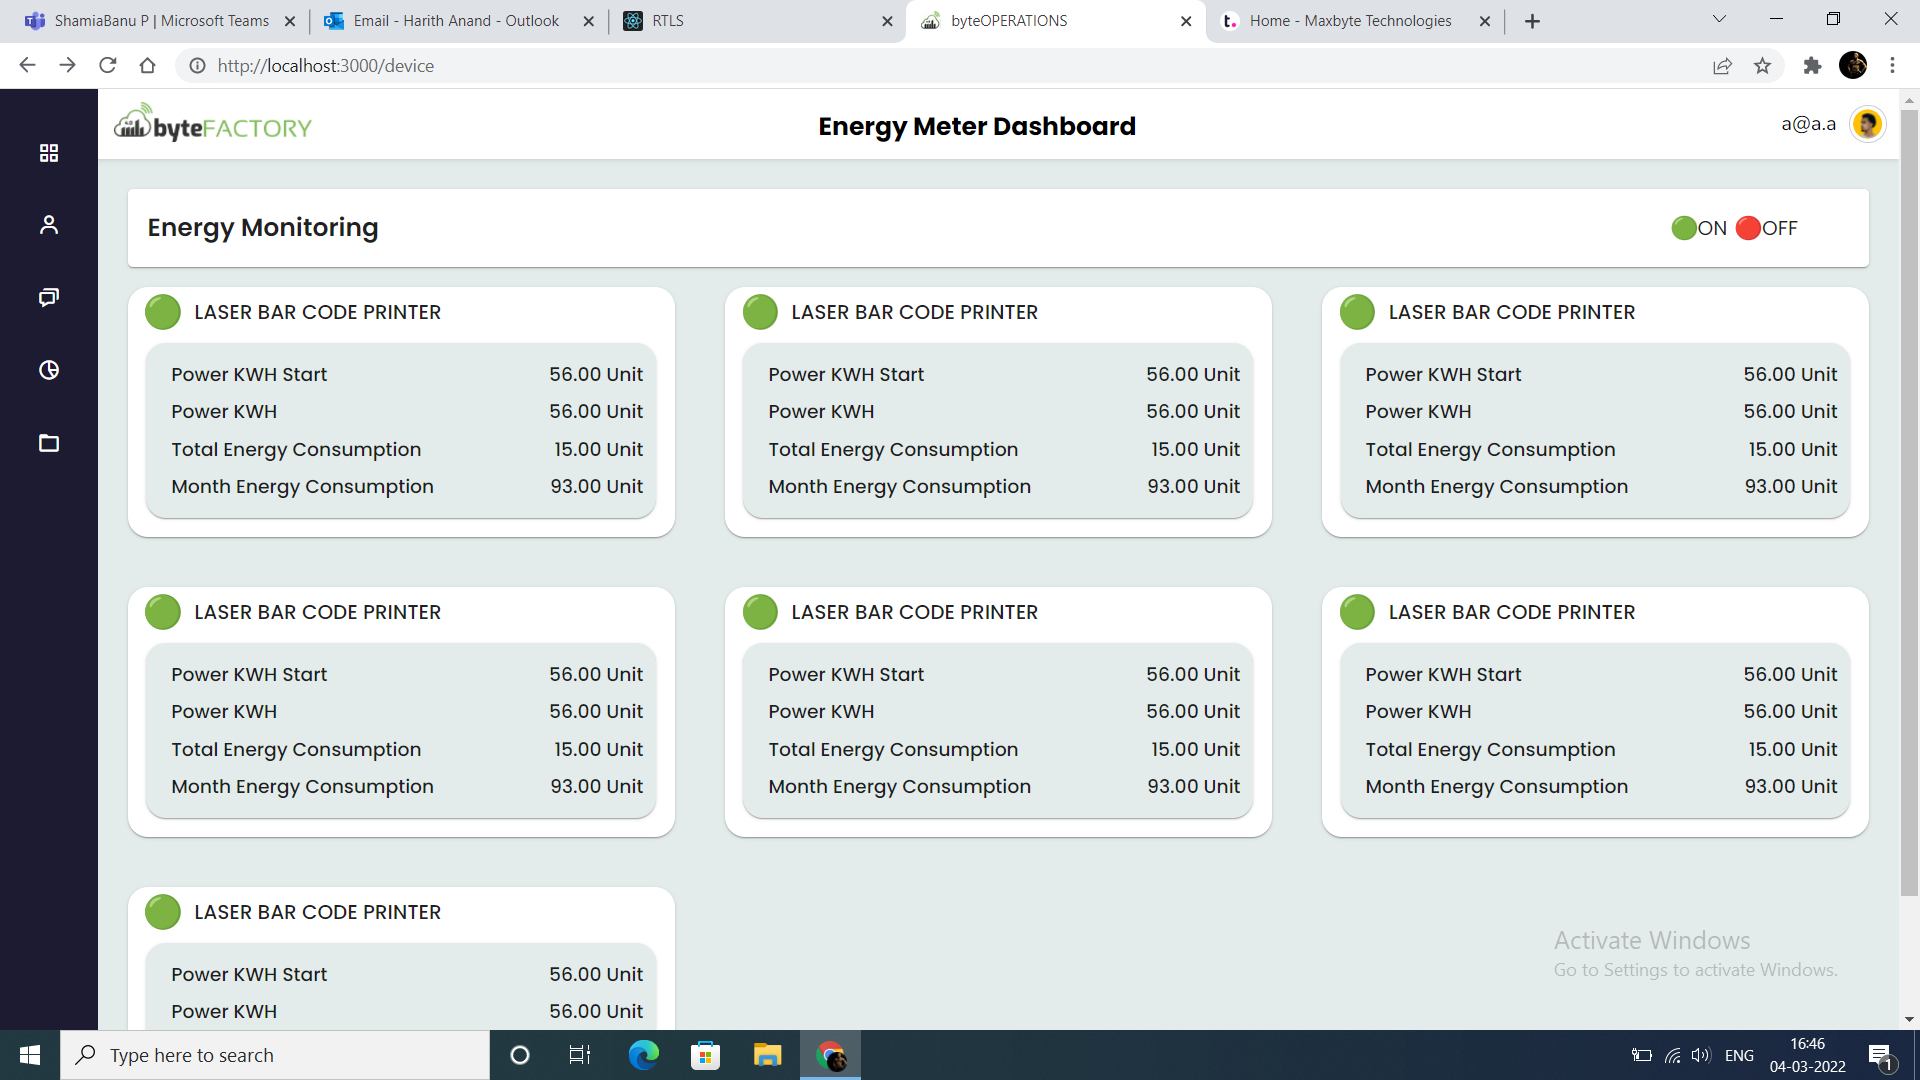 ShamiaBanu P | Microsoft Teams
Email - Harith Anand - Outlook
RTLS
byteOPERATIONS
Home - Maxbyte Technologies
http://localhost:3000/device
4.0
byteFACTORY
Energy Meter Dashboard
a@a.a
Energy Monitoring
ON OFF
LASER BAR CODE PRINTER
Power KWH Start 56.00 Unit
Power KWH 56.00 Unit
Total Energy Consumption 15.00 Unit
Month Energy Consumption 93.00 Unit
LASER BAR CODE PRINTER
Power KWH Start 56.00 Unit
Power KWH 56.00 Unit
Total Energy Consumption 15.00 Unit
Month Energy Consumption 93.00 Unit
LASER BAR CODE PRINTER
Power KWH Start 56.00 Unit
Power KWH 56.00 Unit
Total Energy Consumption 15.00 Unit
Month Energy Consumption 93.00 Unit
LASER BAR CODE PRINTER
Power KWH Start 56.00 Unit
Power KWH 56.00 Unit
Total Energy Consumption 15.00 Unit
Month Energy Consumption 93.00 Unit
LASER BAR CODE PRINTER
Power KWH Start 56.00 Unit
Power KWH 56.00 Unit
Total Energy Consumption 15.00 Unit
Month Energy Consumption 93.00 Unit
LASER BAR CODE PRINTER
Power KWH Start 56.00 Unit
Power KWH 56.00 Unit
Total Energy Consumption 15.00 Unit
Month Energy Consumption 93.00 Unit
LASER BAR CODE PRINTER
Power KWH Start 56.00 Unit
Power KWH 56.00 Unit
Activate Windows
Go to Settings to activate Windows.
Type here to search
ENG
16:46
04-03-2022
1